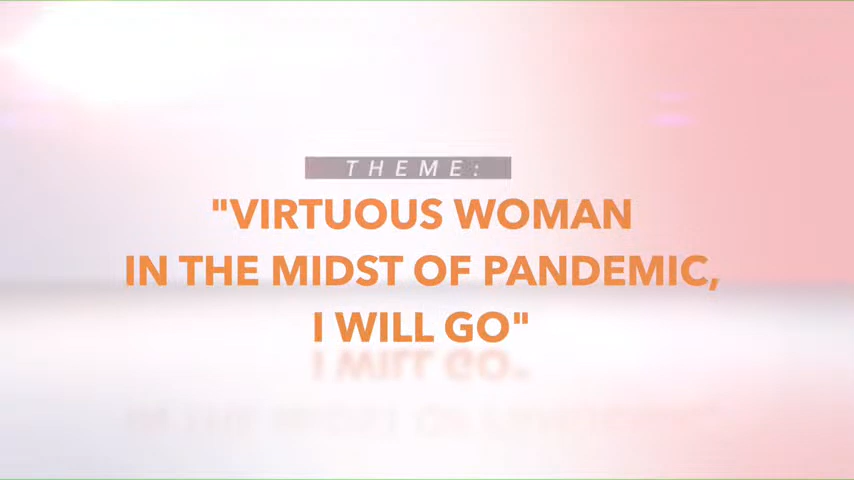 THEME:
"VIRTUOUS WOMAN
IN THE MIDST OF PANDEMIC,
I WILL GO"